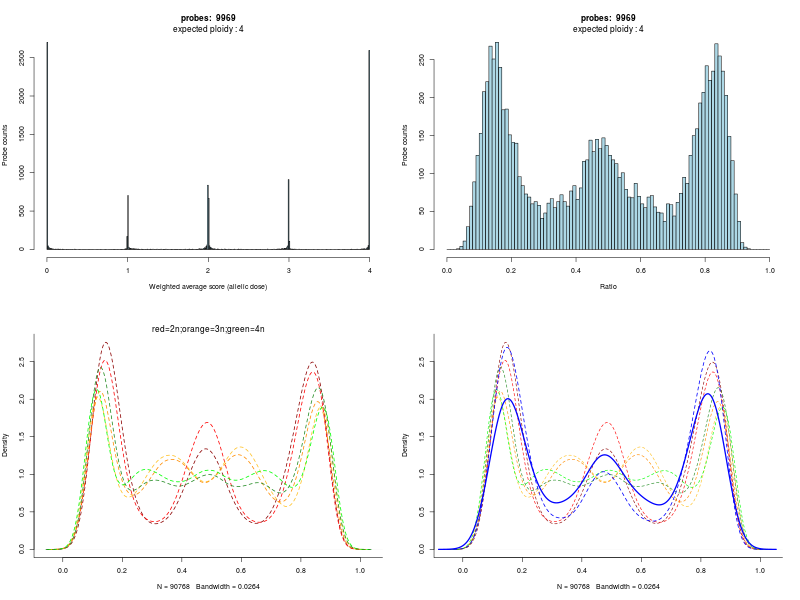 probes: 9969
expected ploidy : 4
Probe counts
2500
2000
1500
1000
500
0
0 1 2 3 4
Weighted average score (allelic dose)
probes: 9969
expected ploidy : 4
Probe counts
250
200
150
100
50
0
0.0 0.2 0.4 0.6 0.8 1.0
Ratio
red=2n;orange=3n;green=4n
Density
2.5
2.0
1.5
1.0
0.5
0.0
0.0 0.2 0.4 0.6 0.8 1.0
N = 90768 Bandwidth = 0.0264
Density
2.5
2.0
1.5
1.0
0.5
0.0
0.0 0.2 0.4 0.6 0.8 1.0
N = 90768 Bandwidth = 0.0264